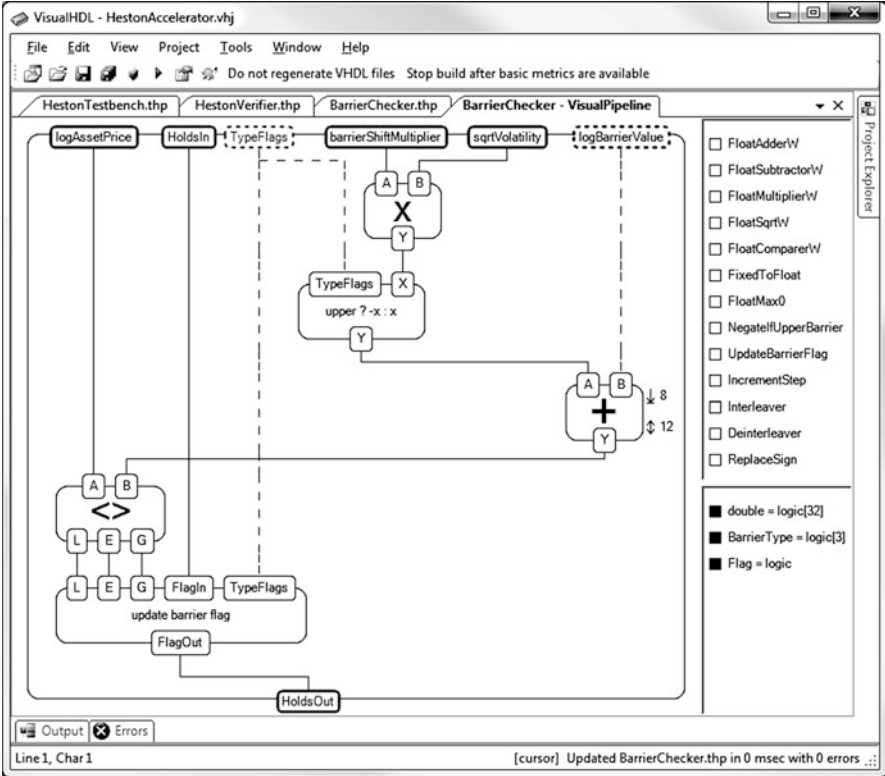 VisualHDL - HestonAccelerator.vhj
File Edit View Project Tools Window Help
Do not regenerate VHDL files Stop build after basic metrics are available
HestonTestbench.thp HestonVerifier.thp BarrierChecker.thp BarrierChecker - VisualPipeline
Project Explorer
logAssetPrice HoldsIn TypeFlags barrierShiftMultiplier sqrtVolatility logBarrierValue
A B
X
Y
TypeFlags X
upper ? -x : x
Y
A B
+
8
12
Y
A B
<>
L E G
L E G FlagIn TypeFlags
update barrier flag
FlagOut
HoldsOut
FloatAdderW
FloatSubtractorW
FloatMultiplierW
FloatSqrtW
FloatComparerW
FixedToFloat
FloatMax0
NegateIfUpperBarrier
UpdateBarrierFlag
IncrementStep
Interleaver
Deinterleaver
ReplaceSign
double = logic[32]
BarrierType = logic[3]
Flag = logic
Output Errors
Line 1, Char 1 [cursor] Updated BarrierChecker.thp in 0 msec with 0 errors